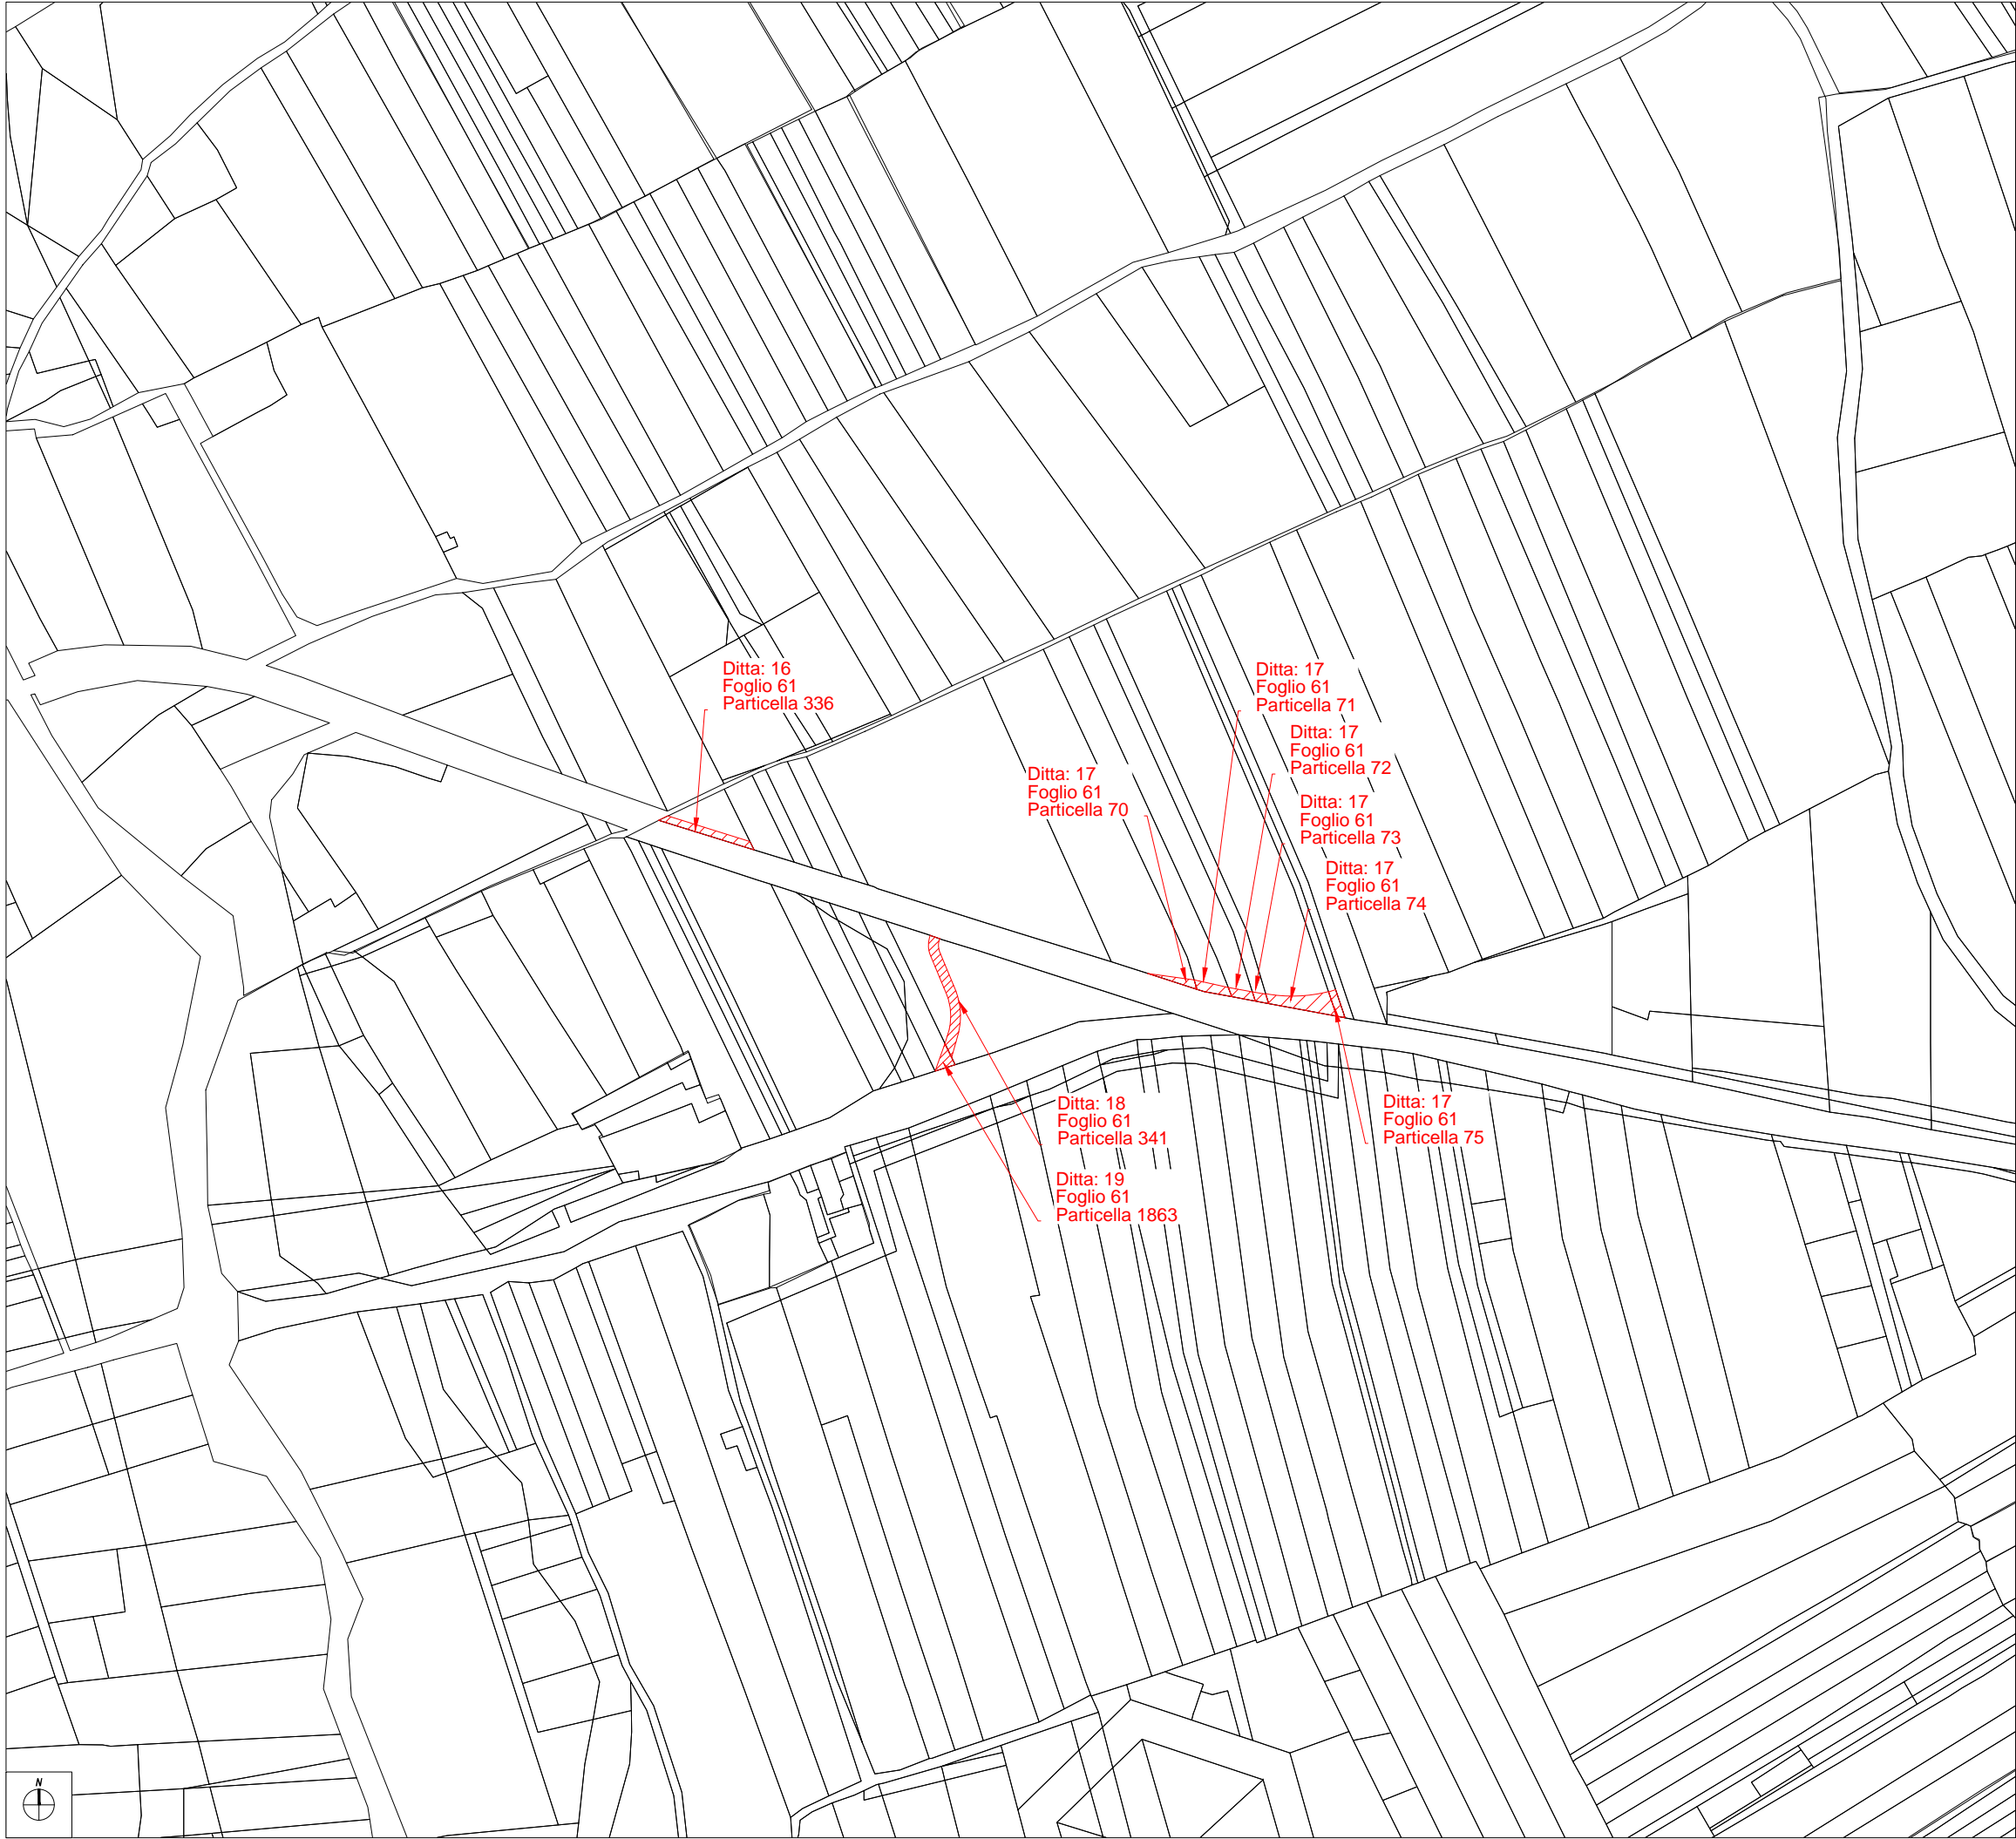 Ditta: 16
Foglio 61
Particella 336
Ditta: 17
Foglio 61
Particella 71
Ditta: 17
Foglio 61
Particella 72
Ditta: 17
Foglio 61
Particella 70
Ditta: 17
Foglio 61
Particella 73
Ditta: 17
Foglio 61
Particella 74
Ditta: 18
Foglio 61
Particella 341
Ditta: 17
Foglio 61
Particella 75
Ditta: 19
Foglio 61
Particella 1863
N